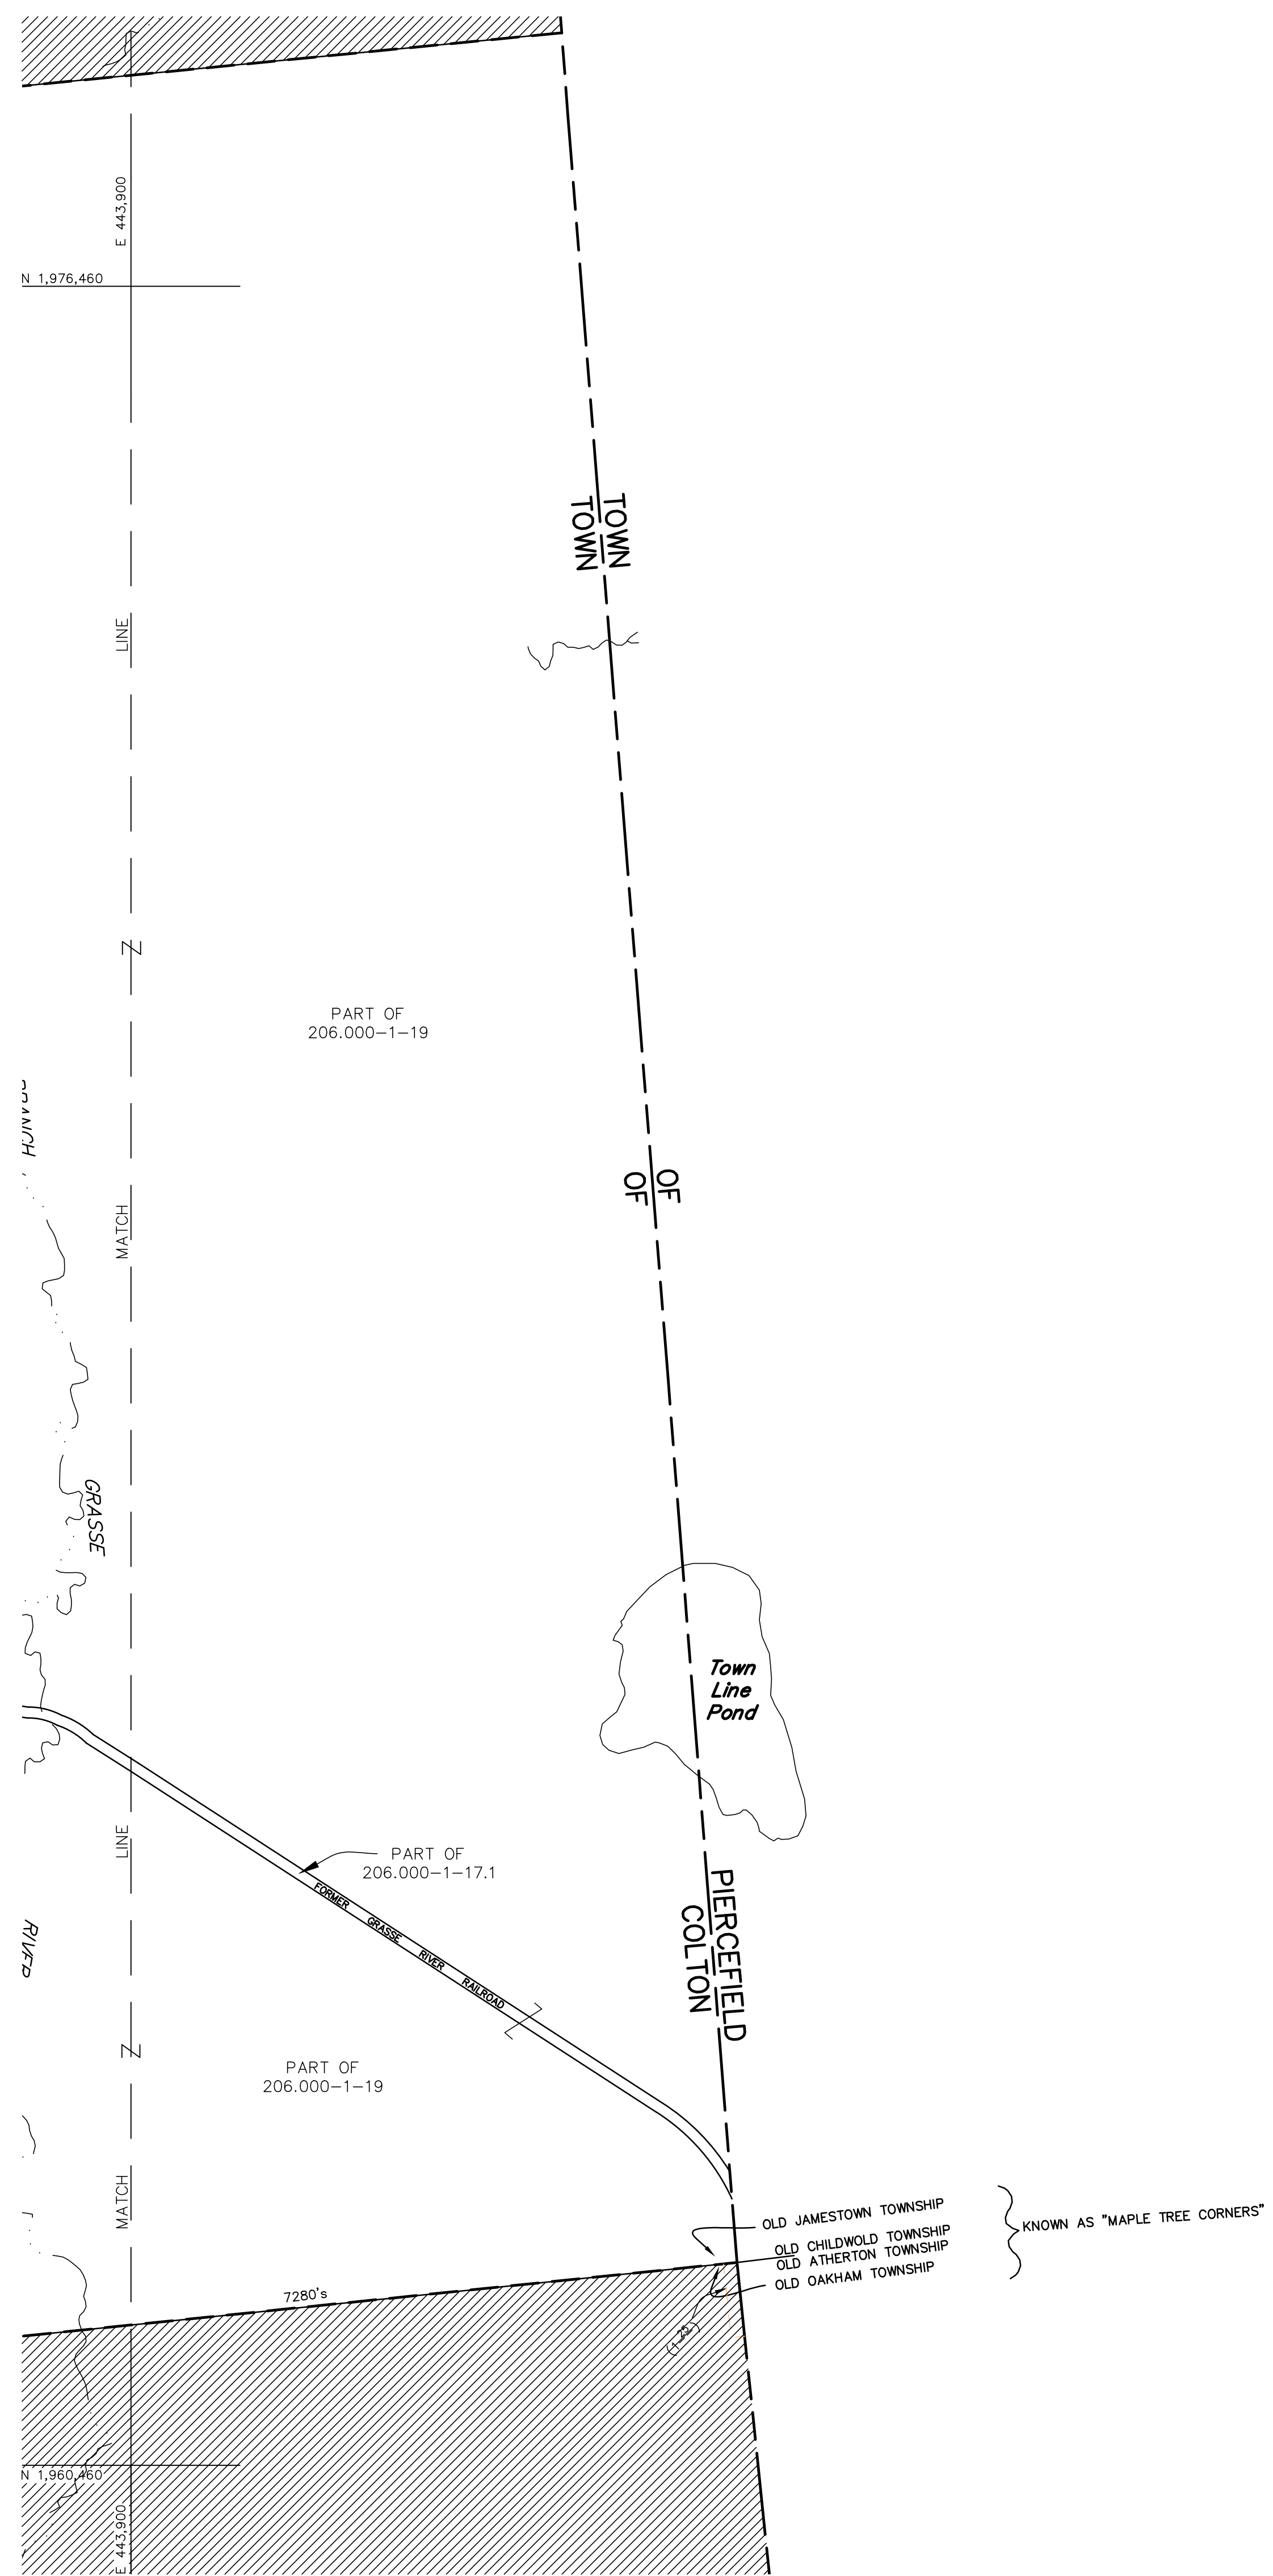 E 443,900
N 1,976,460
TOWN
TOWN
LINE
Z
PART OF
206.000-1-19
OF
OF
MATCH
GRASSE
Town
Line
Pond
LINE
PART OF
206.000-1-17.1
FORMER GRASSE RIVER RAILROAD
PIERCEFIELD
COLTON
RIVER
Z
PART OF
206.000-1-19
MATCH
OLD JAMESTOWN TOWNSHIP
OLD CHILDWOLD TOWNSHIP
OLD ATHERTON TOWNSHIP
OLD OAKHAM TOWNSHIP
KNOWN AS "MAPLE TREE CORNERS"
7280's
(1-25)
N 1,960,460
E 443,900